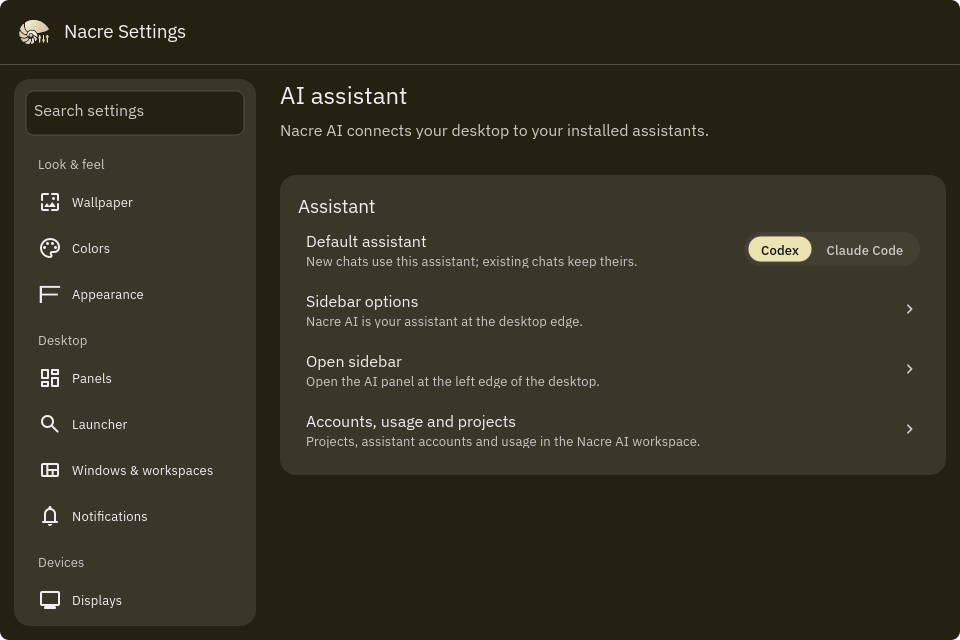 Nacre Settings
Search settings
Look & feel
Wallpaper
Colors
Appearance
Desktop
Panels
Launcher
Windows & workspaces
Notifications
Devices
Displays
AI assistant
Nacre AI connects your desktop to your installed assistants.
Assistant
Default assistant
New chats use this assistant; existing chats keep theirs.
Codex
Claude Code
Sidebar options
Nacre AI is your assistant at the desktop edge.
Open sidebar
Open the AI panel at the left edge of the desktop.
Accounts, usage and projects
Projects, assistant accounts and usage in the Nacre AI workspace.